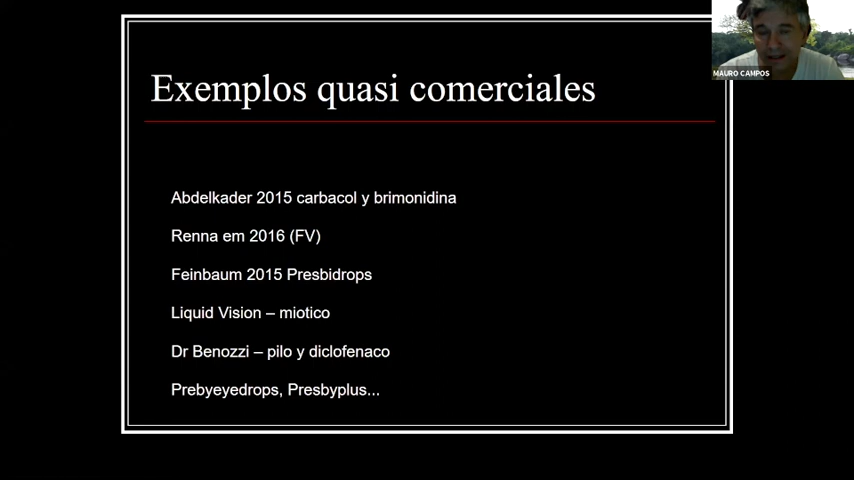 MAURO CAMPOS
Exemplos quasi comerciales
Abdelkader 2015 carbacol y brimonidina
Renna em 2016 (FV)
Feinbaum 2015 Presbidrops
Liquid Vision – miotico
Dr Benozzi – pilo y diclofenaco
Prebyeyedrops, Presbyplus...